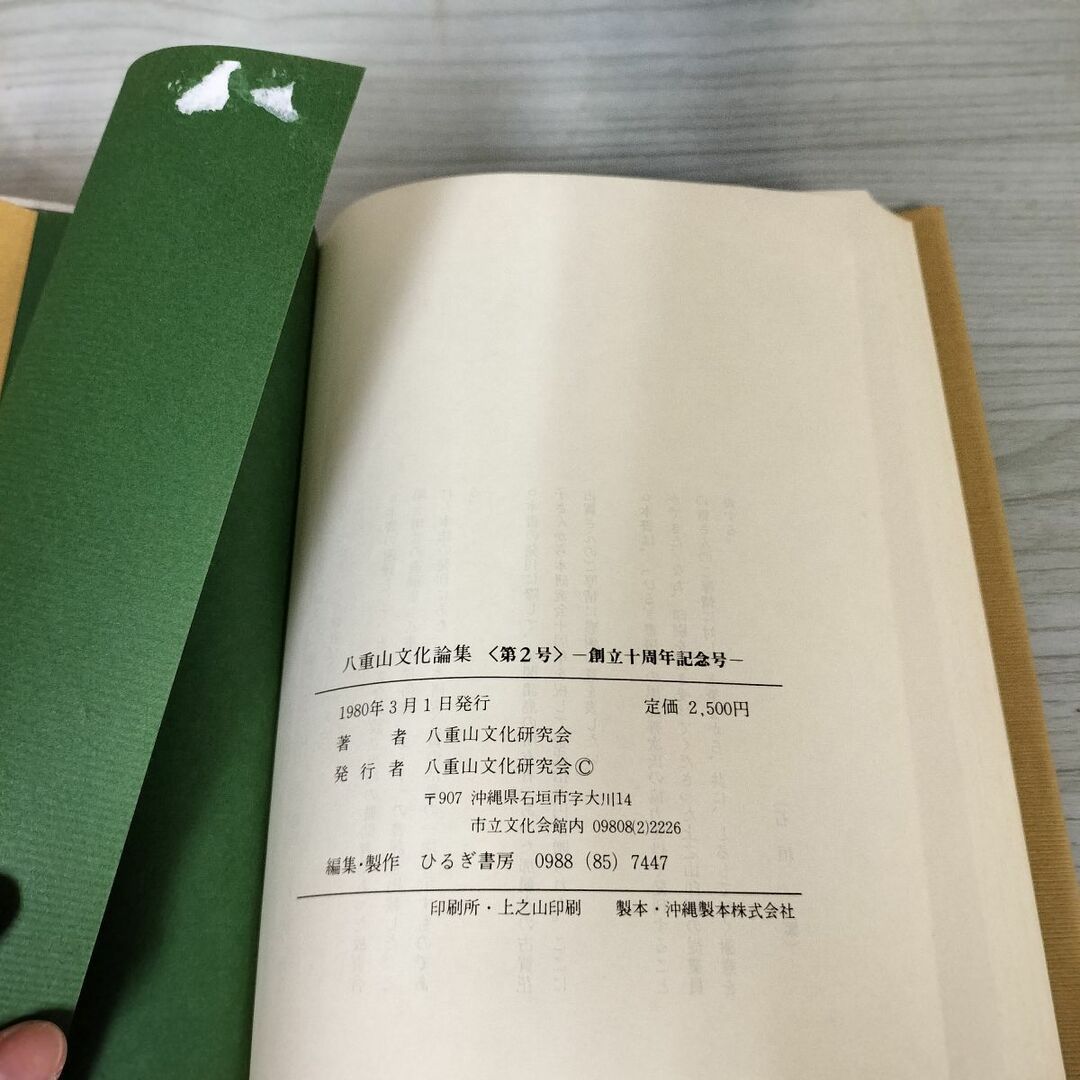 八重山文化論集 〈第2号〉 —創立十周年記念号—
1980年3月1日発行 定価 2,500円
著者 八重山文化研究会
発行者 八重山文化研究会©
〒907 沖縄県石垣市字大川14
市立文化会館内 09808(2)2226
編集・製作 ひるぎ書房 0988 (85) 7447
印刷所・上之山印刷 製本・沖縄製本株式会社